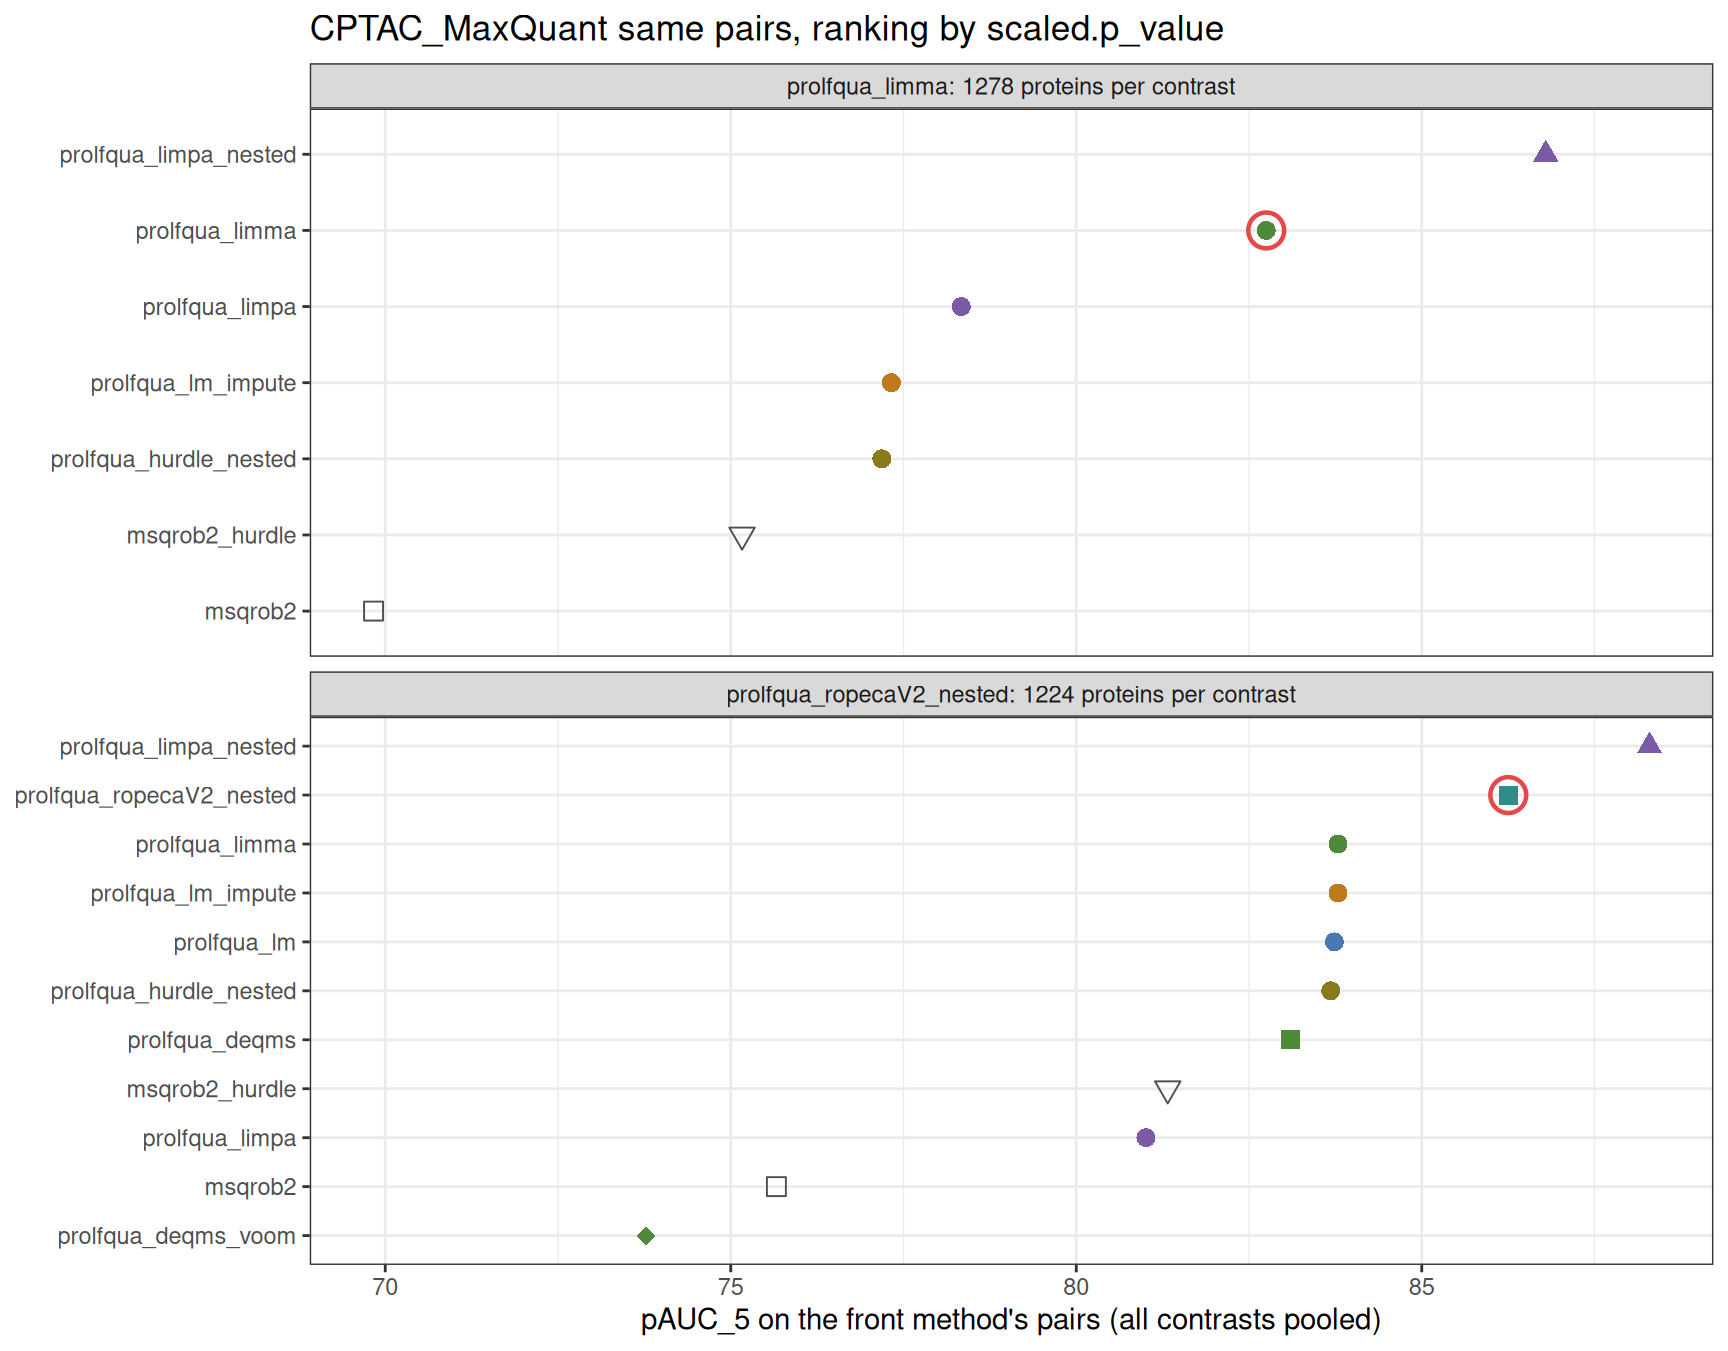 CPTAC_MaxQuant same pairs, ranking by scaled.p_value
prolfqua_limma: 1278 proteins per contrast
prolfqua_limpa_nested
prolfqua_limma
prolfqua_limpa
prolfqua_lm_impute
prolfqua_hurdle_nested
msqrob2_hurdle
msqrob2
prolfqua_ropecaV2_nested: 1224 proteins per contrast
prolfqua_limpa_nested
prolfqua_ropecaV2_nested
prolfqua_limma
prolfqua_lm_impute
prolfqua_lm
prolfqua_hurdle_nested
prolfqua_deqms
msqrob2_hurdle
prolfqua_limpa
msqrob2
prolfqua_deqms_voom
70 75 80 85
pAUC_5 on the front method's pairs (all contrasts pooled)